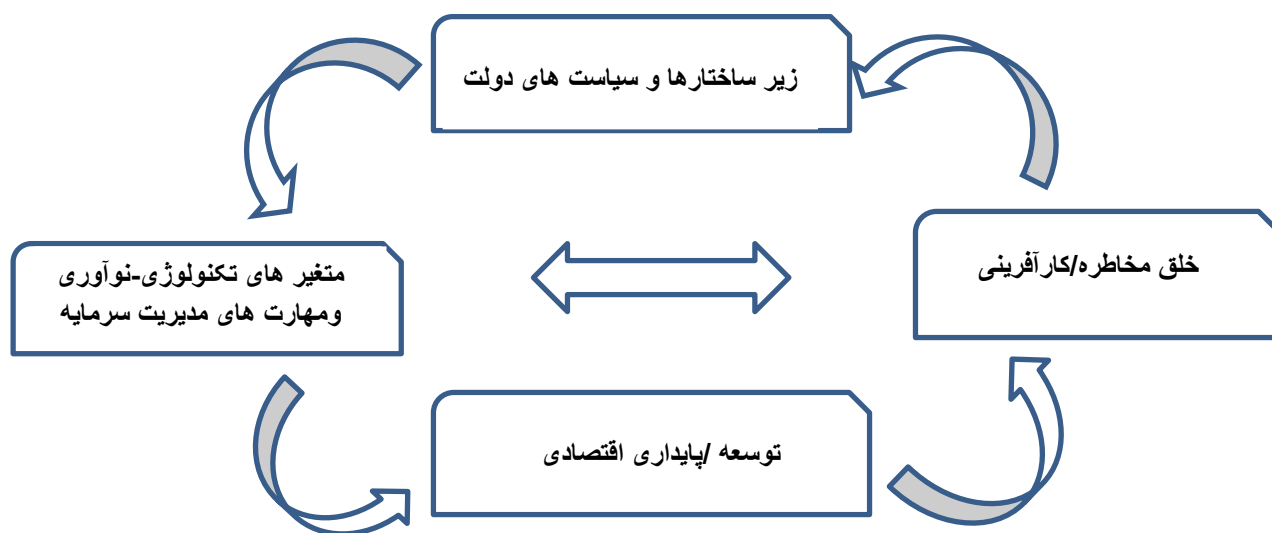 زیر ساختارها و سیاست های دولت
خلق مخاطره/کارآفرینی
متغیر های تکنولوژی-نوآوری
ومهارت های مدیریت سرمایه
توسعه /پایداری اقتصادی